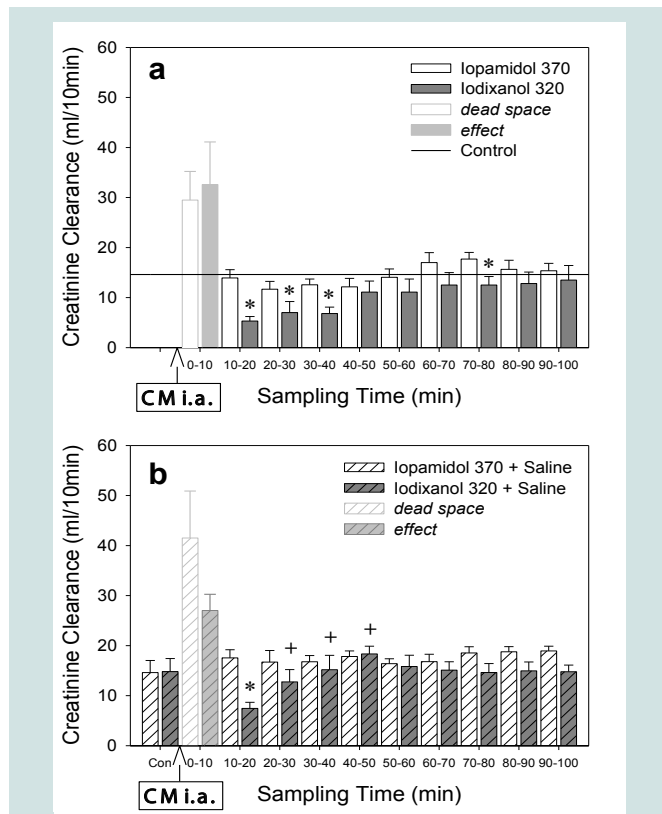 60
50
40
30
20
10
0
Creatinine Clearance (ml/10min)
a
Iopamidol 370
Iodixanol 320
dead space
effect
Control
*
*
*
*
0-10 10-20 20-30 30-40 40-50 50-60 60-70 70-80 80-90 90-100
CM i.a.
Sampling Time (min)
60
50
40
30
20
10
0
Creatinine Clearance (ml/10min)
b
Iopamidol 370 + Saline
Iodixanol 320 + Saline
dead space
effect
*
+
+
+
Con 0-10 10-20 20-30 30-40 40-50 50-60 60-70 70-80 80-90 90-100
CM i.a.
Sampling Time (min)